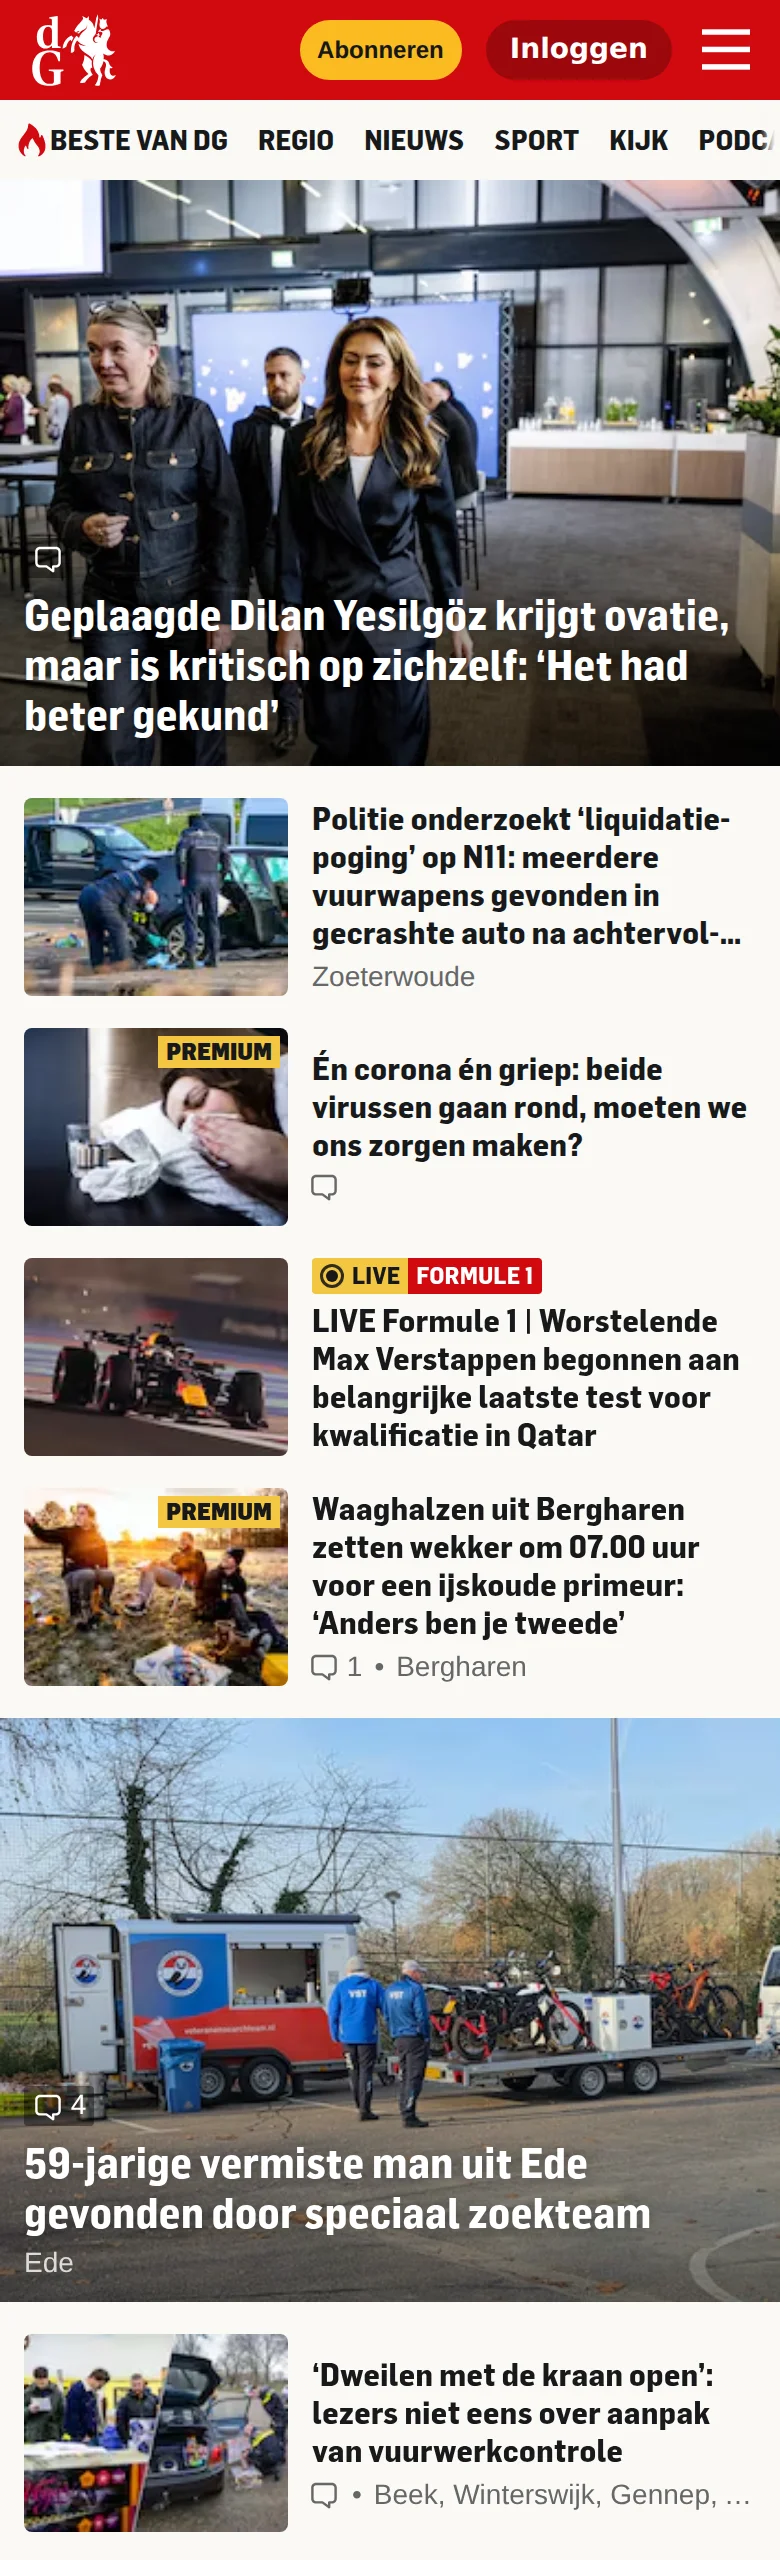 dG
Abonneren
Inloggen
BESTE VAN DG REGIO NIEUWS SPORT KIJK PODCA
Geplaagde Dilan Yesilgöz krijgt ovatie,
maar is kritisch op zichzelf: ‘Het had
beter gekund’
Politie onderzoekt ‘liquidatie-
poging’ op N11: meerdere
vuurwapens gevonden in
gecrashte auto na achtervol-...
Zoeterwoude
PREMIUM
Én corona én griep: beide
virussen gaan rond, moeten we
ons zorgen maken?
LIVE FORMULE 1
LIVE Formule 1 | Worstelende
Max Verstappen begonnen aan
belangrijke laatste test voor
kwalificatie in Qatar
PREMIUM
Waaghalzen uit Bergharen
zetten wekker om 07.00 uur
voor een ijskoude primeur:
‘Anders ben je tweede’
1 • Bergharen
VST
VST
4
59-jarige vermiste man uit Ede
gevonden door speciaal zoekteam
Ede
‘Dweilen met de kraan open’:
lezers niet eens over aanpak
van vuurwerkcontrole
• Beek, Winterswijk, Gennep, ...